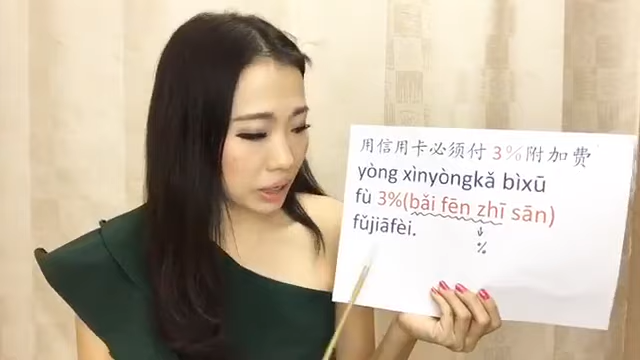 用信用卡必须付 3%附加费
yòng xìnyòngkǎ bìxū
fù 3%(bǎi fēn zhī sān)
fǔjiāfèi.
%